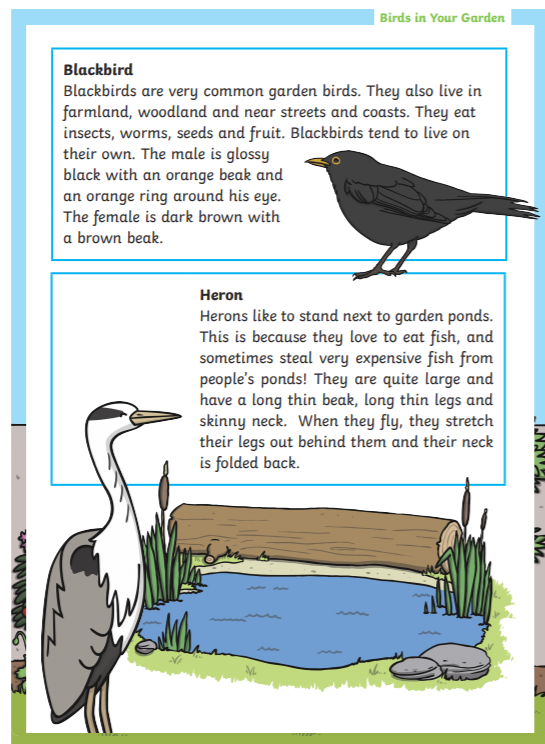 Birds in Your Garden
Blackbird
Blackbirds are very common garden birds. They also live in
farmland, woodland and near streets and coasts. They eat
insects, worms, seeds and fruit. Blackbirds tend to live on
their own. The male is glossy
black with an orange beak and
an orange ring around his eye.
The female is dark brown with
a brown beak.
Heron
Herons like to stand next to garden ponds.
This is because they love to eat fish, and
sometimes steal very expensive fish from
people's ponds! They are quite large and
have a long thin beak, long thin legs and
skinny neck. When they fly, they stretch
their legs out behind them and their neck
is folded back.